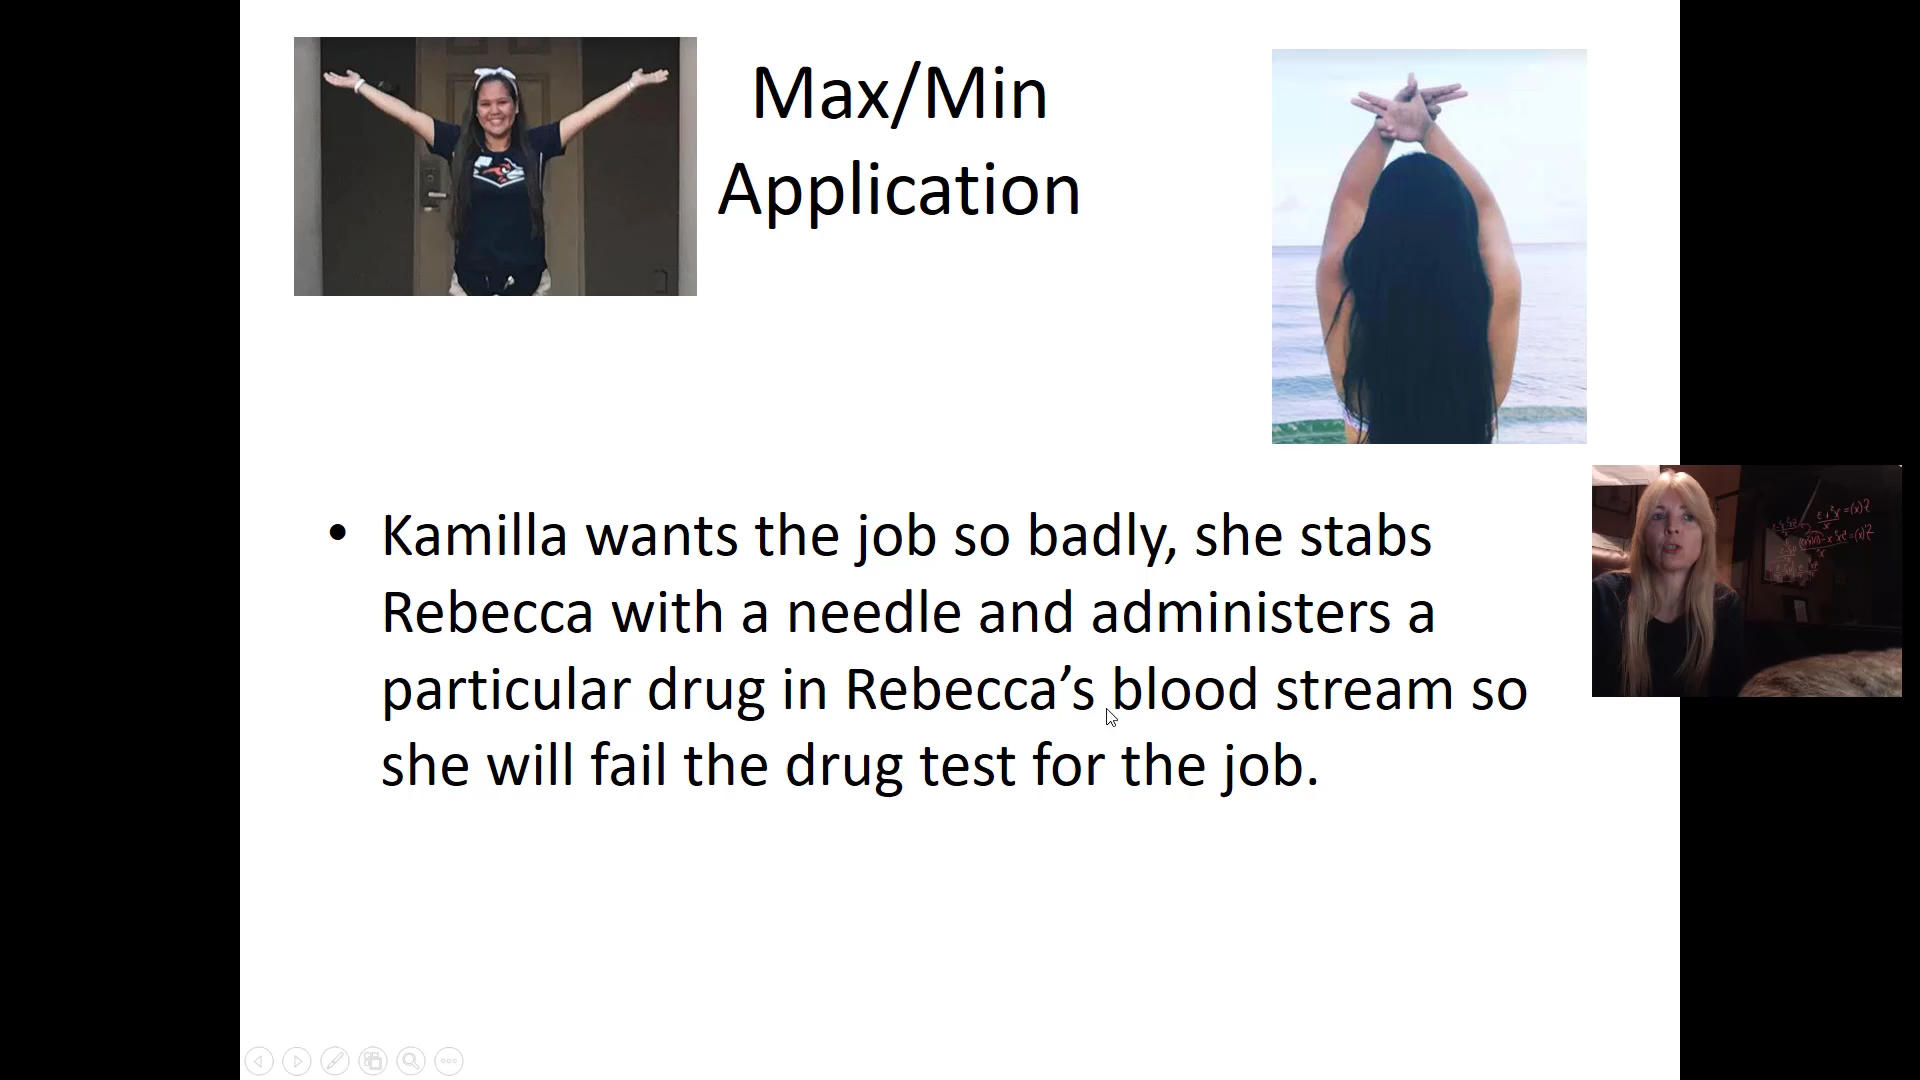 Max/Min
Application
• Kamilla wants the job so badly, she stabs
Rebecca with a needle and administers a
particular drug in Rebecca’s blood stream so
she will fail the drug test for the job.